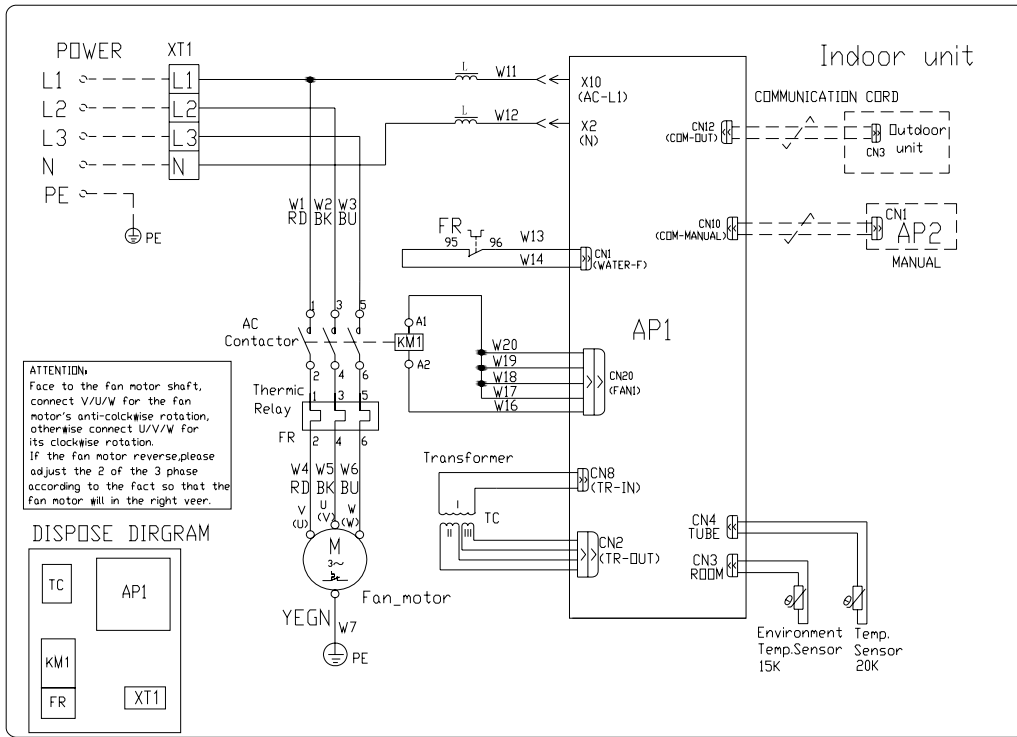 POWER
XT1
Indoor unit
L1
L1
L2
L2
L3
L3
N
N
PE
PE
L
W11
L
W12
X10
(AC-L1)
X2
(N)
COMMUNICATION CORD
CN12
(COM-OUT)
CN3
Outdoor
unit
CN10
(COM-MANUAL)
CN1
AP2
MANUAL
W1 W2 W3
RD BK BU
FR
95
96
W13
W14
CN1
(WATER-F)
AP1
1
3
5
AC
Contactor
2
4
6
A1
KM1
A2
W20
W19
W18
W17
W16
CN20
(FAN1)
Thermic
Relay
FR
1
3
5
2
4
6
W4 W5 W6
RD BK BU
V
(U)
U
(V)
W
(W)
M
3~
Fan_motor
YEGN
W7
PE
Transformer
I
II
III
TC
CN8
(TR-IN)
CN2
(TR-OUT)
CN4
TUBE
CN3
ROOM
θ
θ
Environment
Temp.Sensor
15K
Temp.
Sensor
20K
ATTENTION:
Face to the fan motor shaft,
connect V/U/W for the fan
motor's anti-colckwise rotation,
otherwise connect U/V/W for
its clockwise rotation.
If the fan motor reverse,please
adjust the 2 of the 3 phase
according to the fact so that the
fan motor will in the right veer.
DISPOSE DIRGRAM
TC
AP1
KM1
FR
XT1